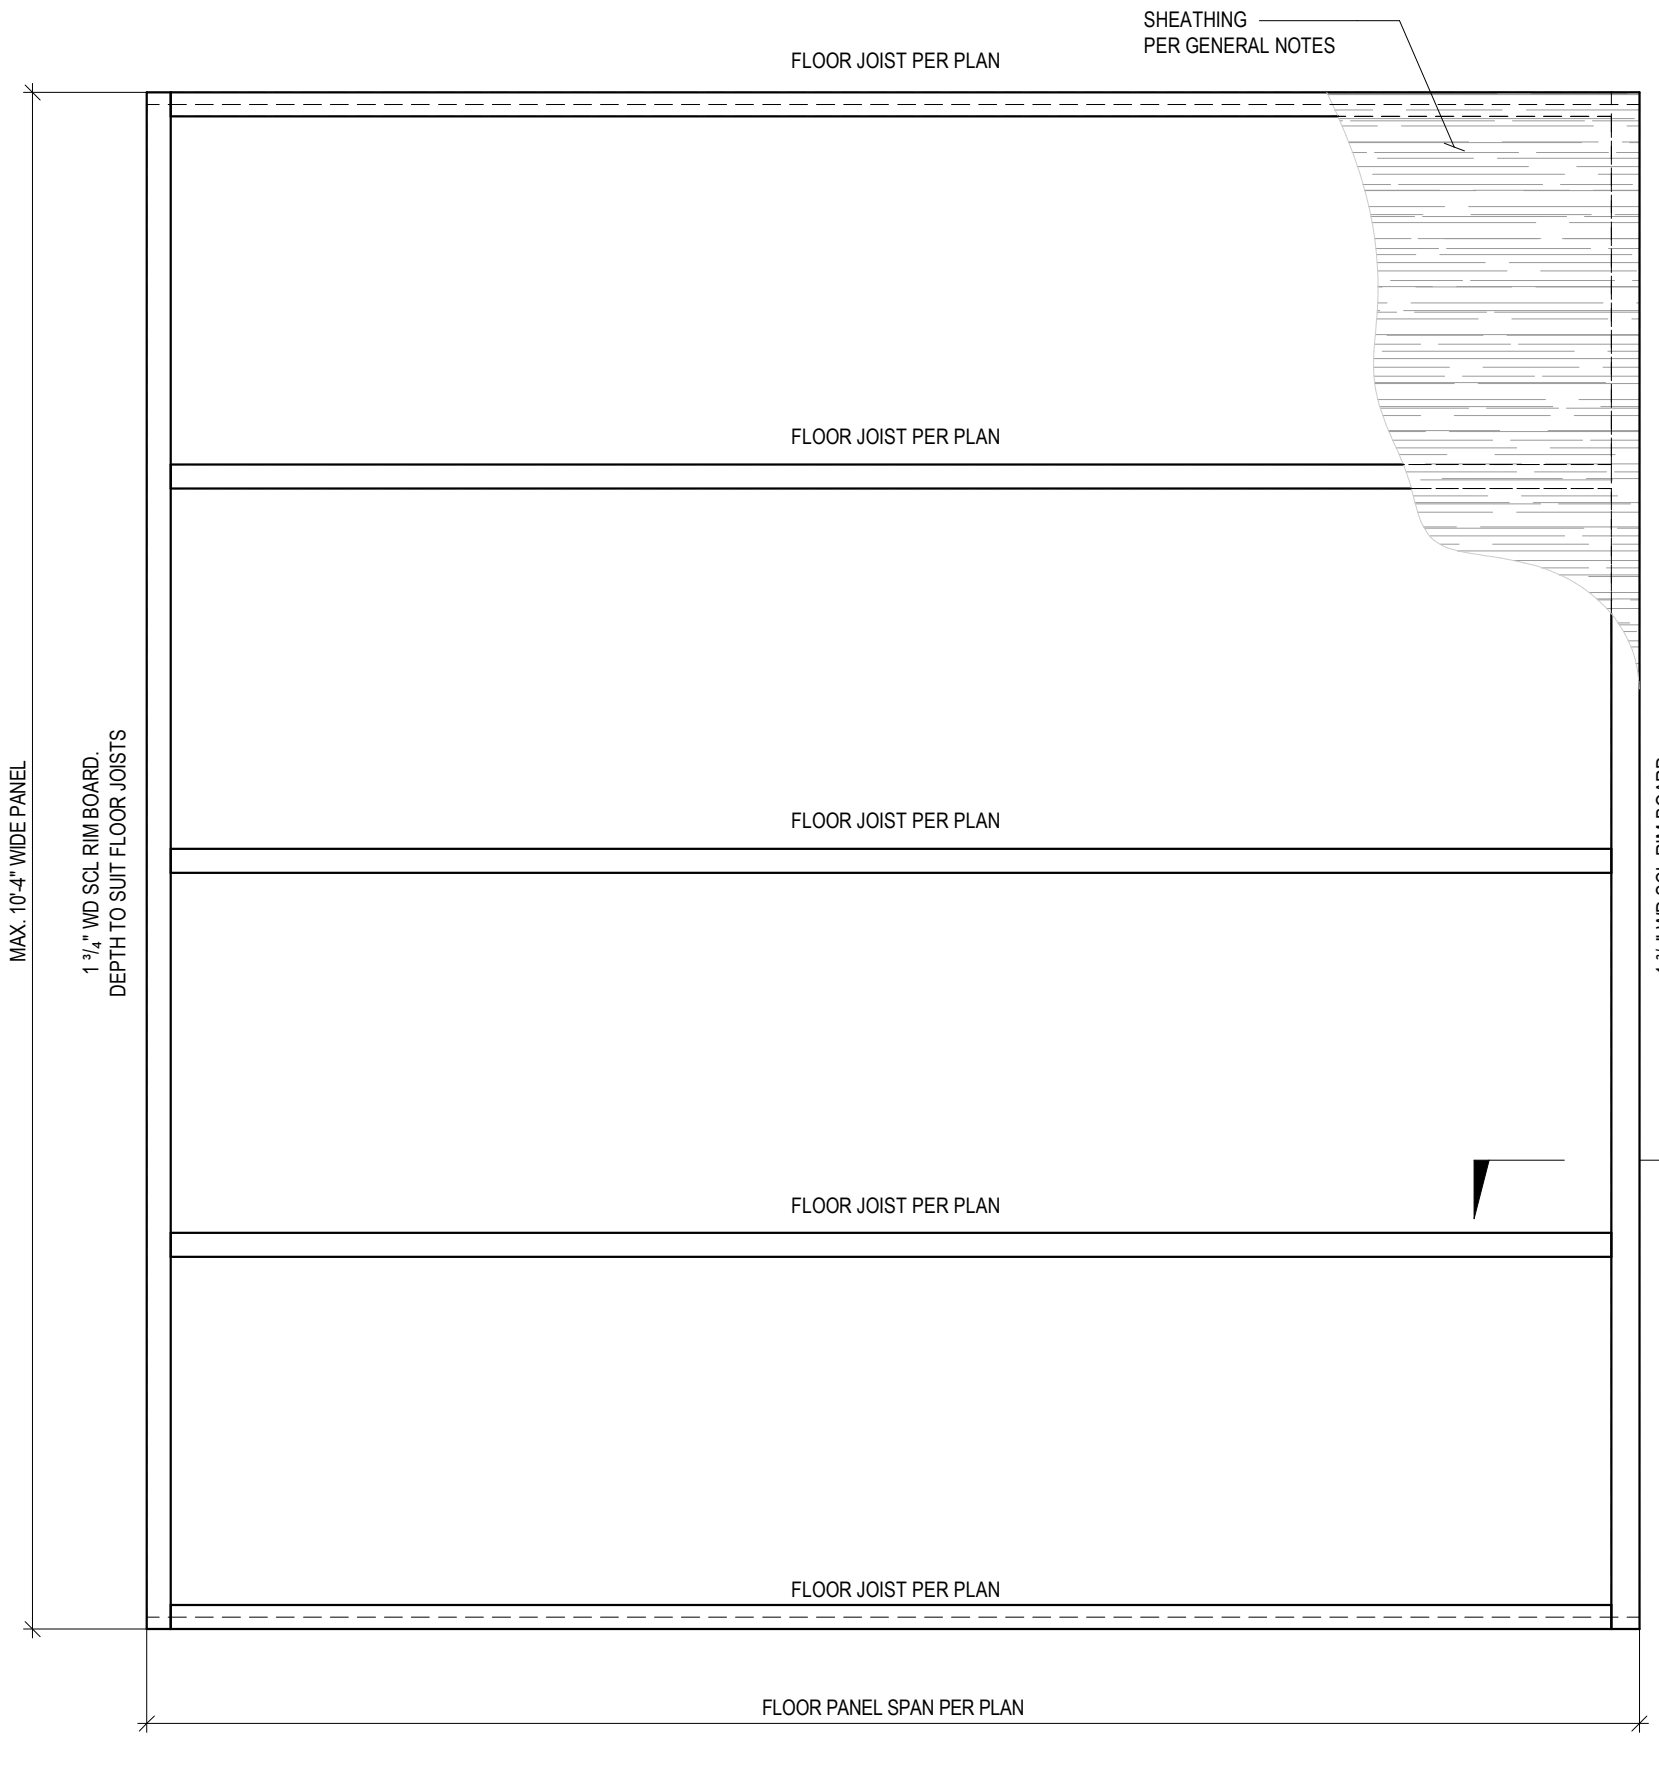 SHEATHING
PER GENERAL NOTES
FLOOR JOIST PER PLAN
FLOOR JOIST PER PLAN
MAX. 10'-4" WIDE PANEL
1 3/4" WD SCL RIM BOARD.
DEPTH TO SUIT FLOOR JOISTS
FLOOR JOIST PER PLAN
FLOOR JOIST PER PLAN
FLOOR JOIST PER PLAN
FLOOR PANEL SPAN PER PLAN